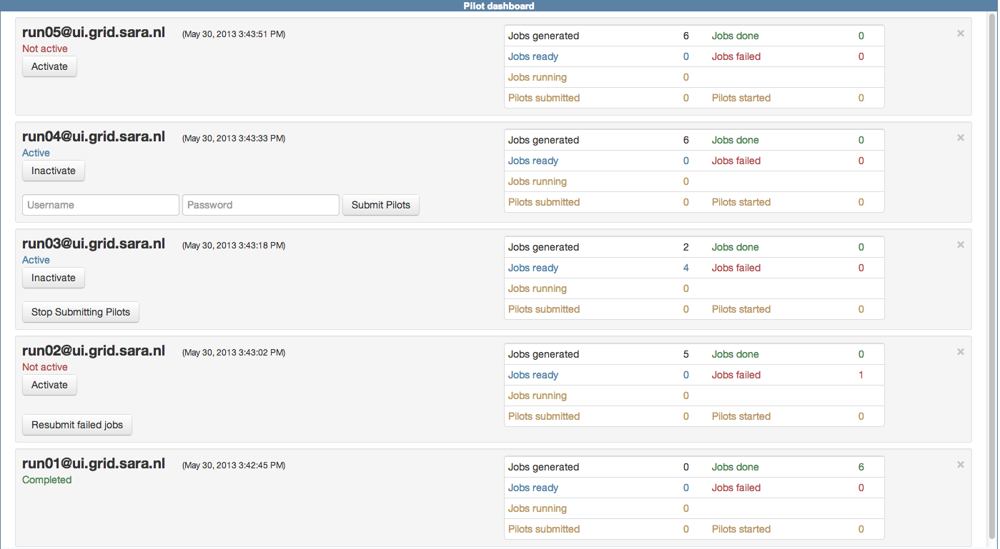 Pilot dashboard
run05@ui.grid.sara.nl (May 30, 2013 3:43:51 PM)
Not active
Activate
Jobs generated 6 Jobs done 0
Jobs ready 0 Jobs failed 0
Jobs running 0
Pilots submitted 0 Pilots started 0
run04@ui.grid.sara.nl (May 30, 2013 3:43:33 PM)
Active
Inactivate
Username Password Submit Pilots
Jobs generated 6 Jobs done 0
Jobs ready 0 Jobs failed 0
Jobs running 0
Pilots submitted 0 Pilots started 0
run03@ui.grid.sara.nl (May 30, 2013 3:43:18 PM)
Active
Inactivate
Stop Submitting Pilots
Jobs generated 2 Jobs done 0
Jobs ready 4 Jobs failed 0
Jobs running 0
Pilots submitted 0 Pilots started 0
run02@ui.grid.sara.nl (May 30, 2013 3:43:02 PM)
Not active
Activate
Resubmit failed jobs
Jobs generated 5 Jobs done 0
Jobs ready 0 Jobs failed 1
Jobs running 0
Pilots submitted 0 Pilots started 0
run01@ui.grid.sara.nl (May 30, 2013 3:42:45 PM)
Completed
Jobs generated 0 Jobs done 6
Jobs ready 0 Jobs failed 0
Jobs running 0
Pilots submitted 0 Pilots started 0